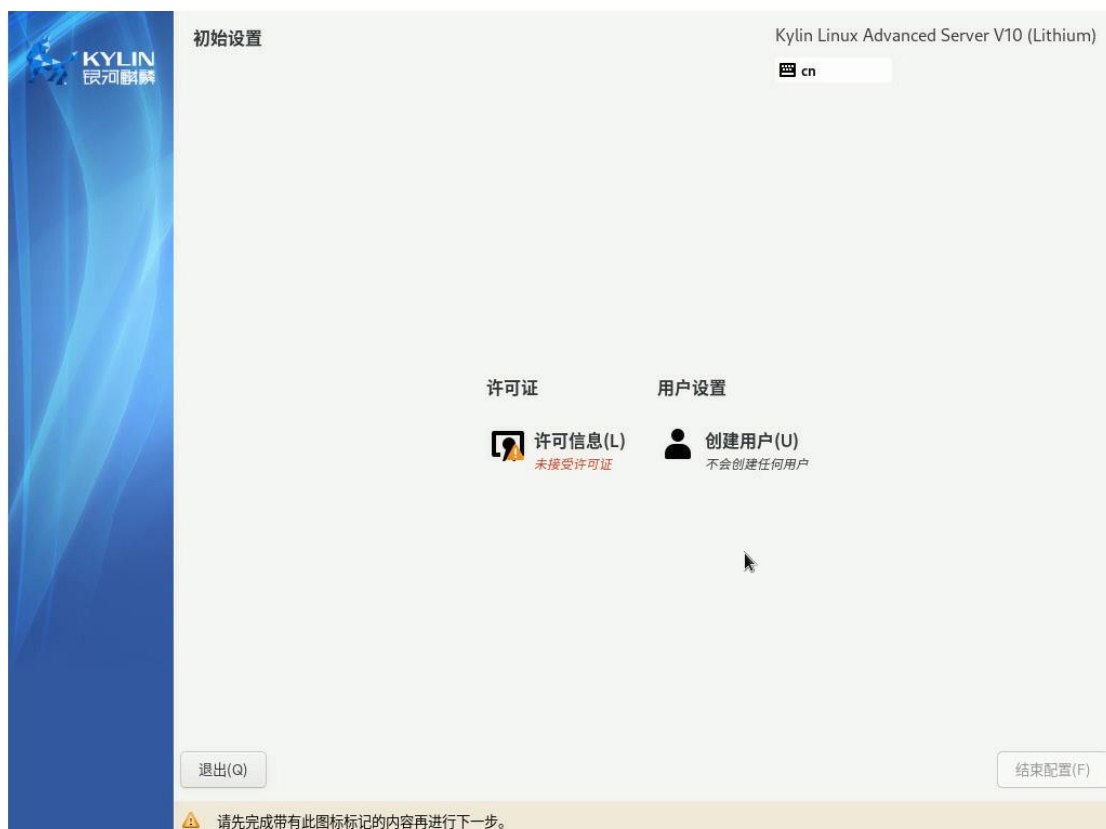 KYLIN
银河麒麟
初始设置
Kylin Linux Advanced Server V10 (Lithium)
cn
许可证
用户设置
许可信息(L)
未接受许可证
创建用户(U)
不会创建任何用户
退出(Q)
结束配置(F)
请先完成带有此图标标记的内容再进行下一步。